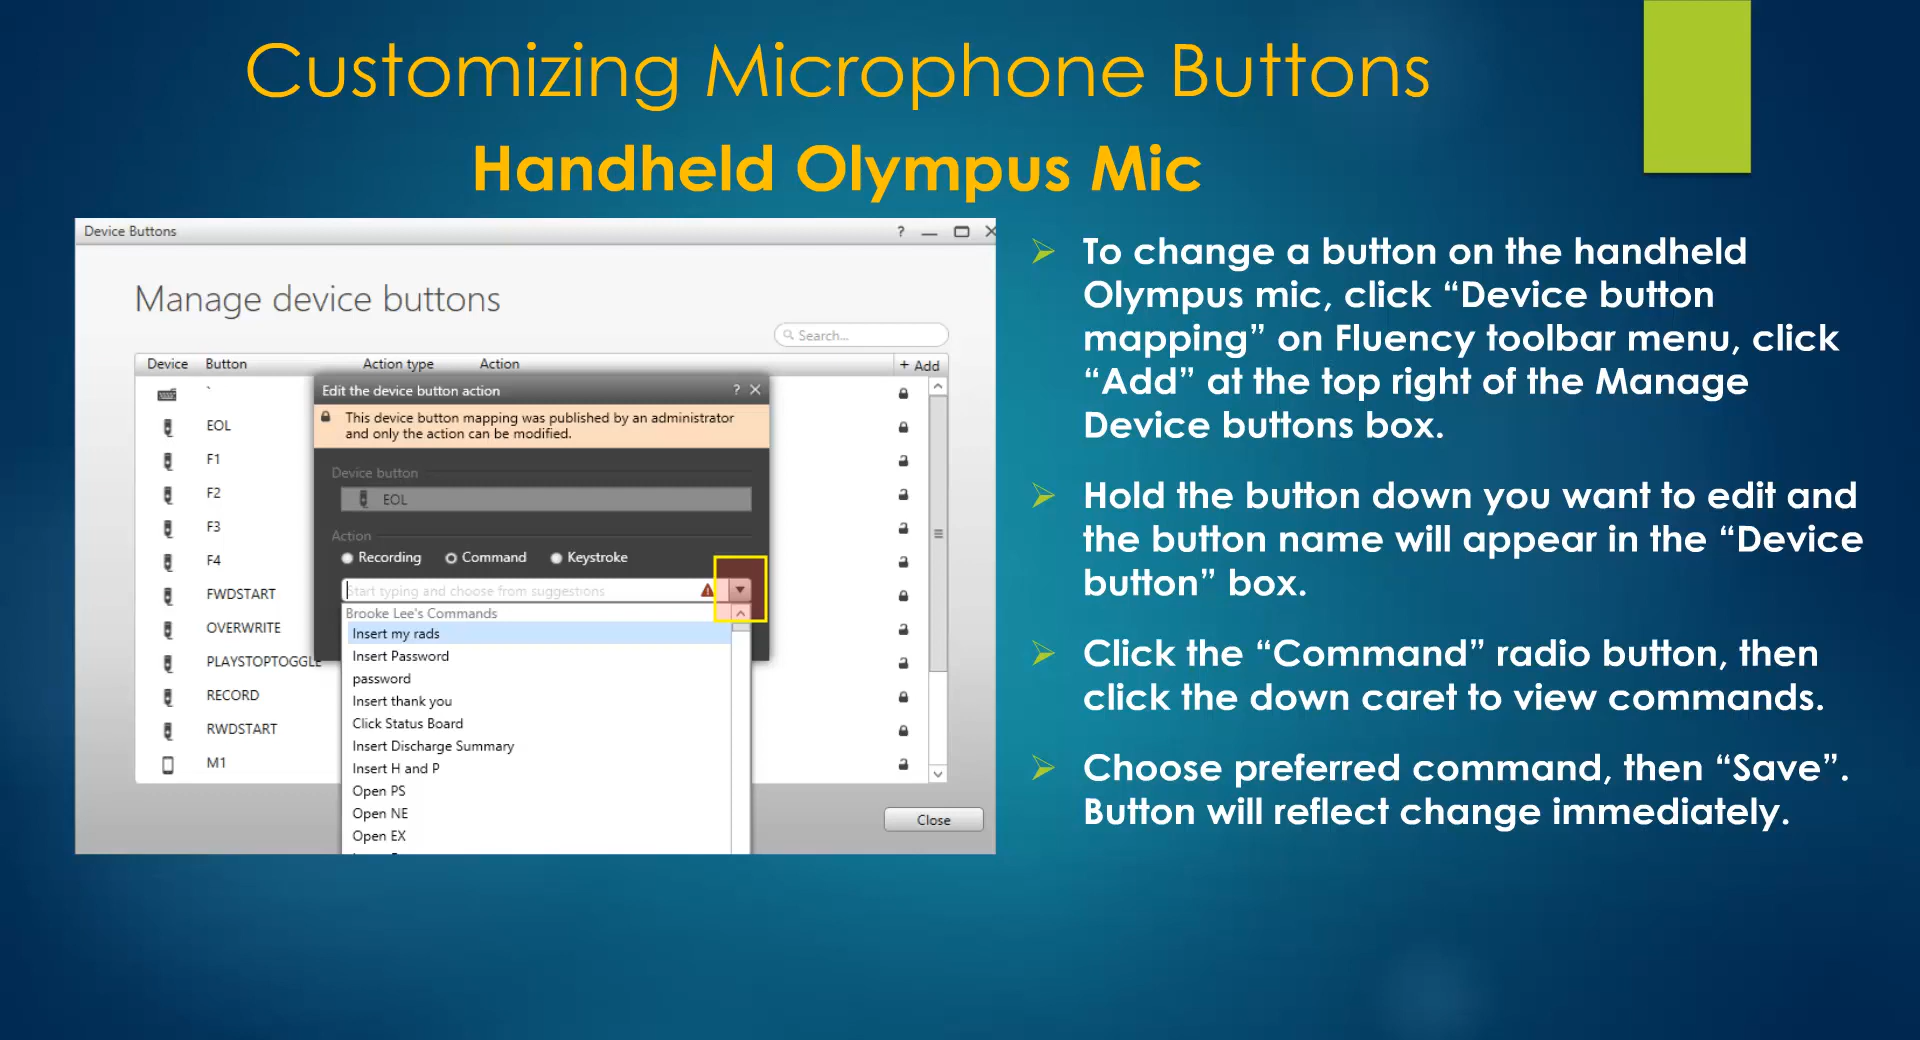 Customizing Microphone Buttons
Handheld Olympus Mic
Device Buttons
?
Manage device buttons
Search...
Device Button Action type Action + Add
`
EOL
F1
F2
F3
F4
FWDSTART
OVERWRITE
PLAYSTOPTOGGLE
RECORD
RWDSTART
M1
Edit the device button action ?
This device button mapping was published by an administrator
and only the action can be modified.
Device button
EOL
Action
Recording Command Keystroke
Start typing and choose from suggestions
Brooke Lee's Commands
Insert my rads
Insert Password
password
Insert thank you
Click Status Board
Insert Discharge Summary
Insert H and P
Open PS
Open NE
Open EX
Close
To change a button on the handheld
Olympus mic, click “Device button
mapping” on Fluency toolbar menu, click
“Add” at the top right of the Manage
Device buttons box.
Hold the button down you want to edit and
the button name will appear in the “Device
button” box.
Click the “Command” radio button, then
click the down caret to view commands.
Choose preferred command, then “Save”.
Button will reflect change immediately.